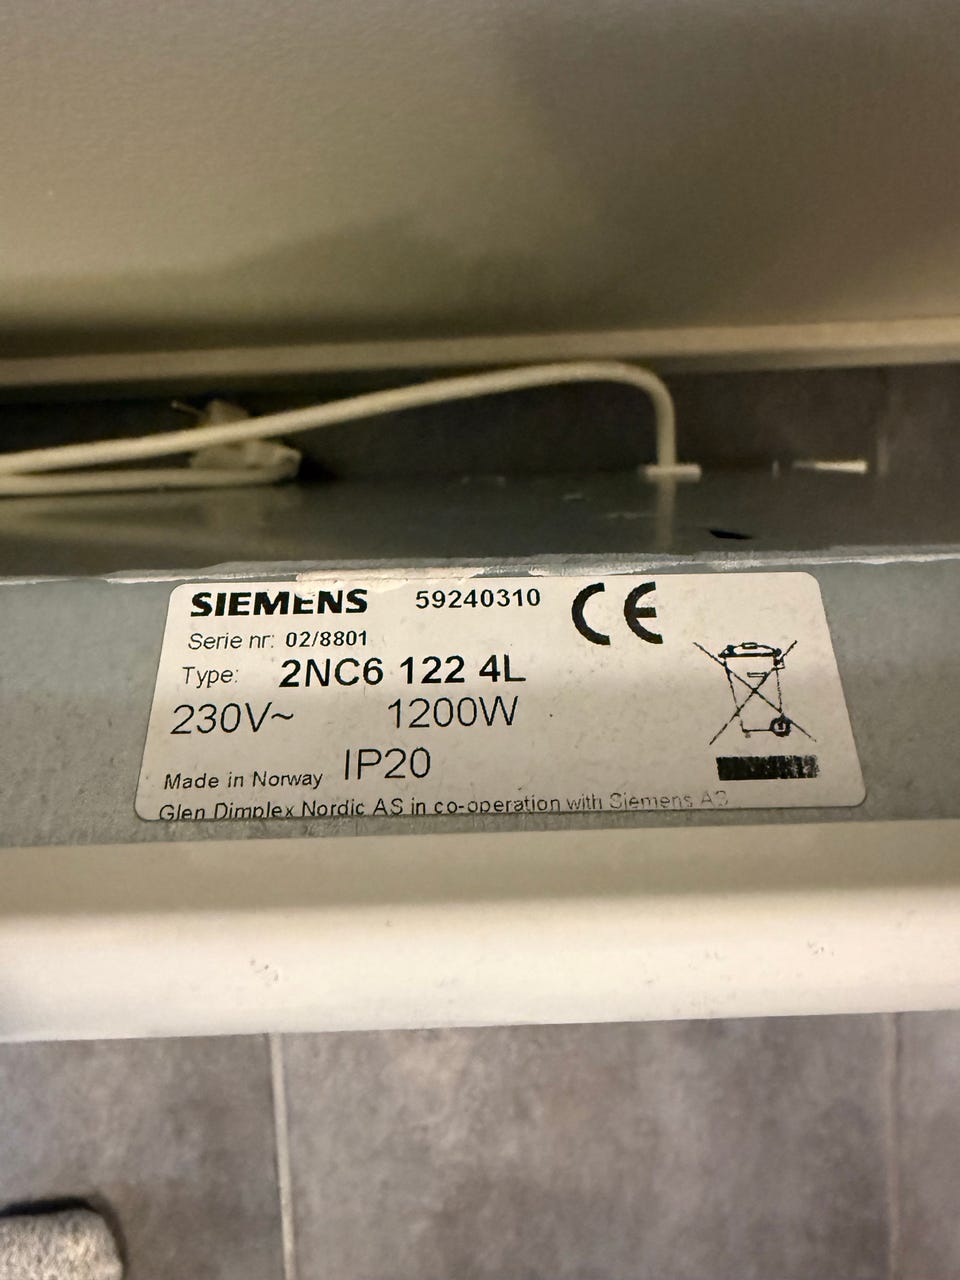 SIEMENS 59240310 CE
Serie nr: 02/8801
Type: 2NC6 122 4L
230V~ 1200W
Made in Norway IP20
Glen Dimplex Nordic AS in co-operation with Siemens AS